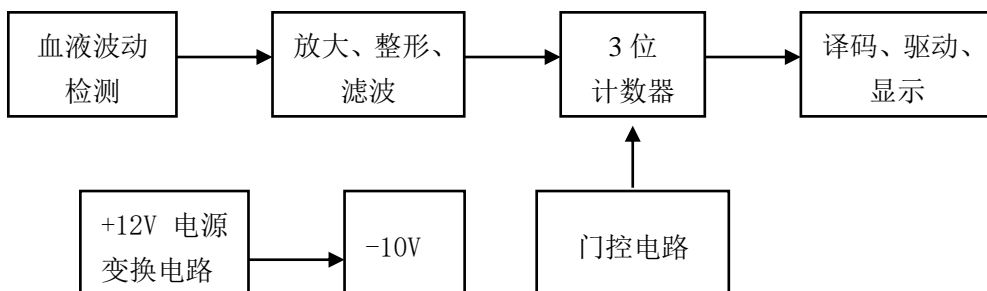 血液波动
检测
放大、整形、
滤波
3 位
计数器
译码、驱动、
显示
+12V 电源
变换电路
-10V
门控电路